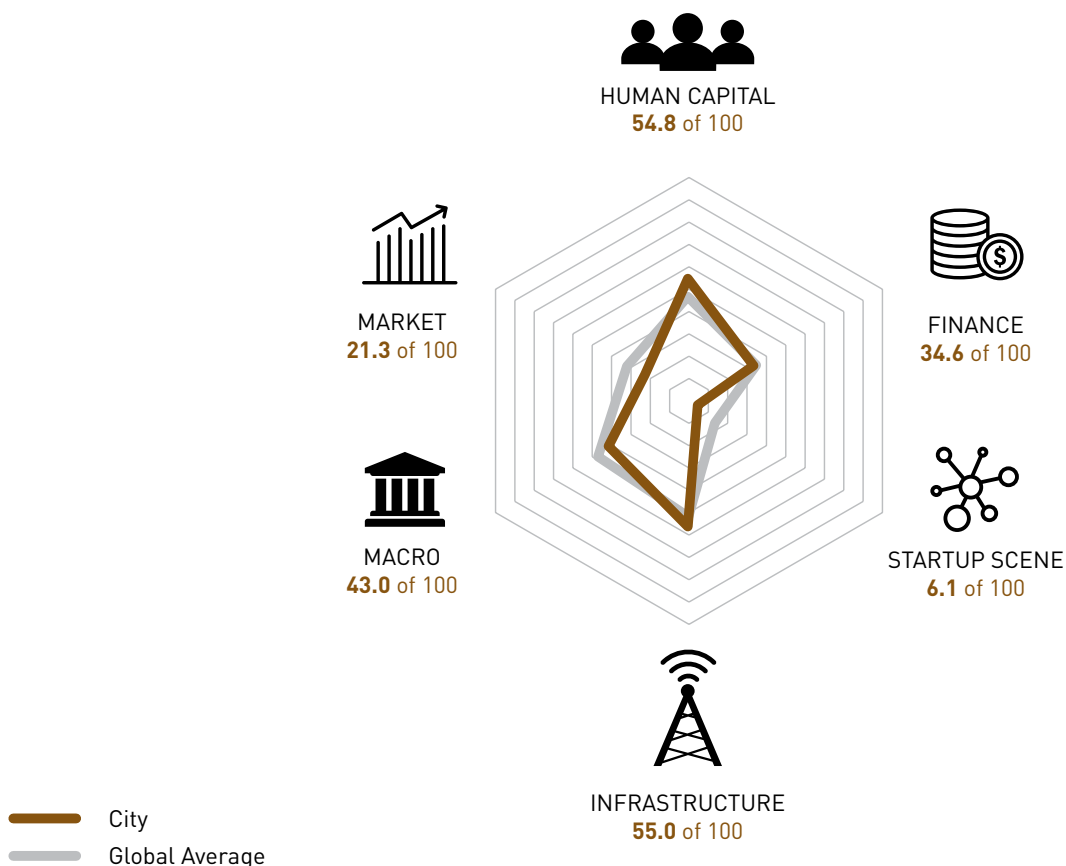 HUMAN CAPITAL
54.8 of 100
MARKET
21.3 of 100
$
FINANCE
34.6 of 100
MACRO
43.0 of 100
STARTUP SCENE
6.1 of 100
INFRASTRUCTURE
55.0 of 100
City
Global Average